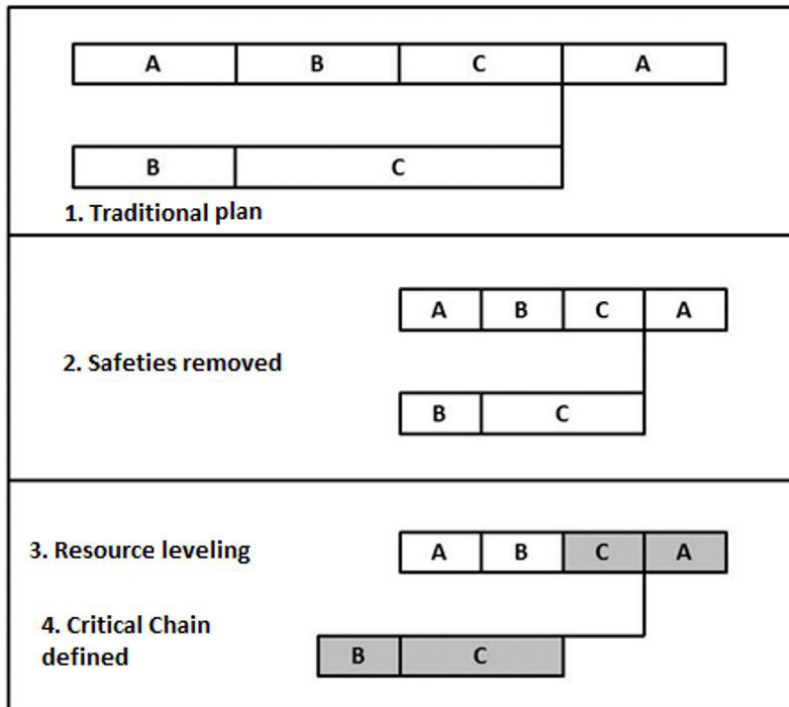 A B C A
B C
1. Traditional plan
A B C A
2. Safeties removed
B C
3. Resource leveling
A B C A
4. Critical Chain
defined
B C